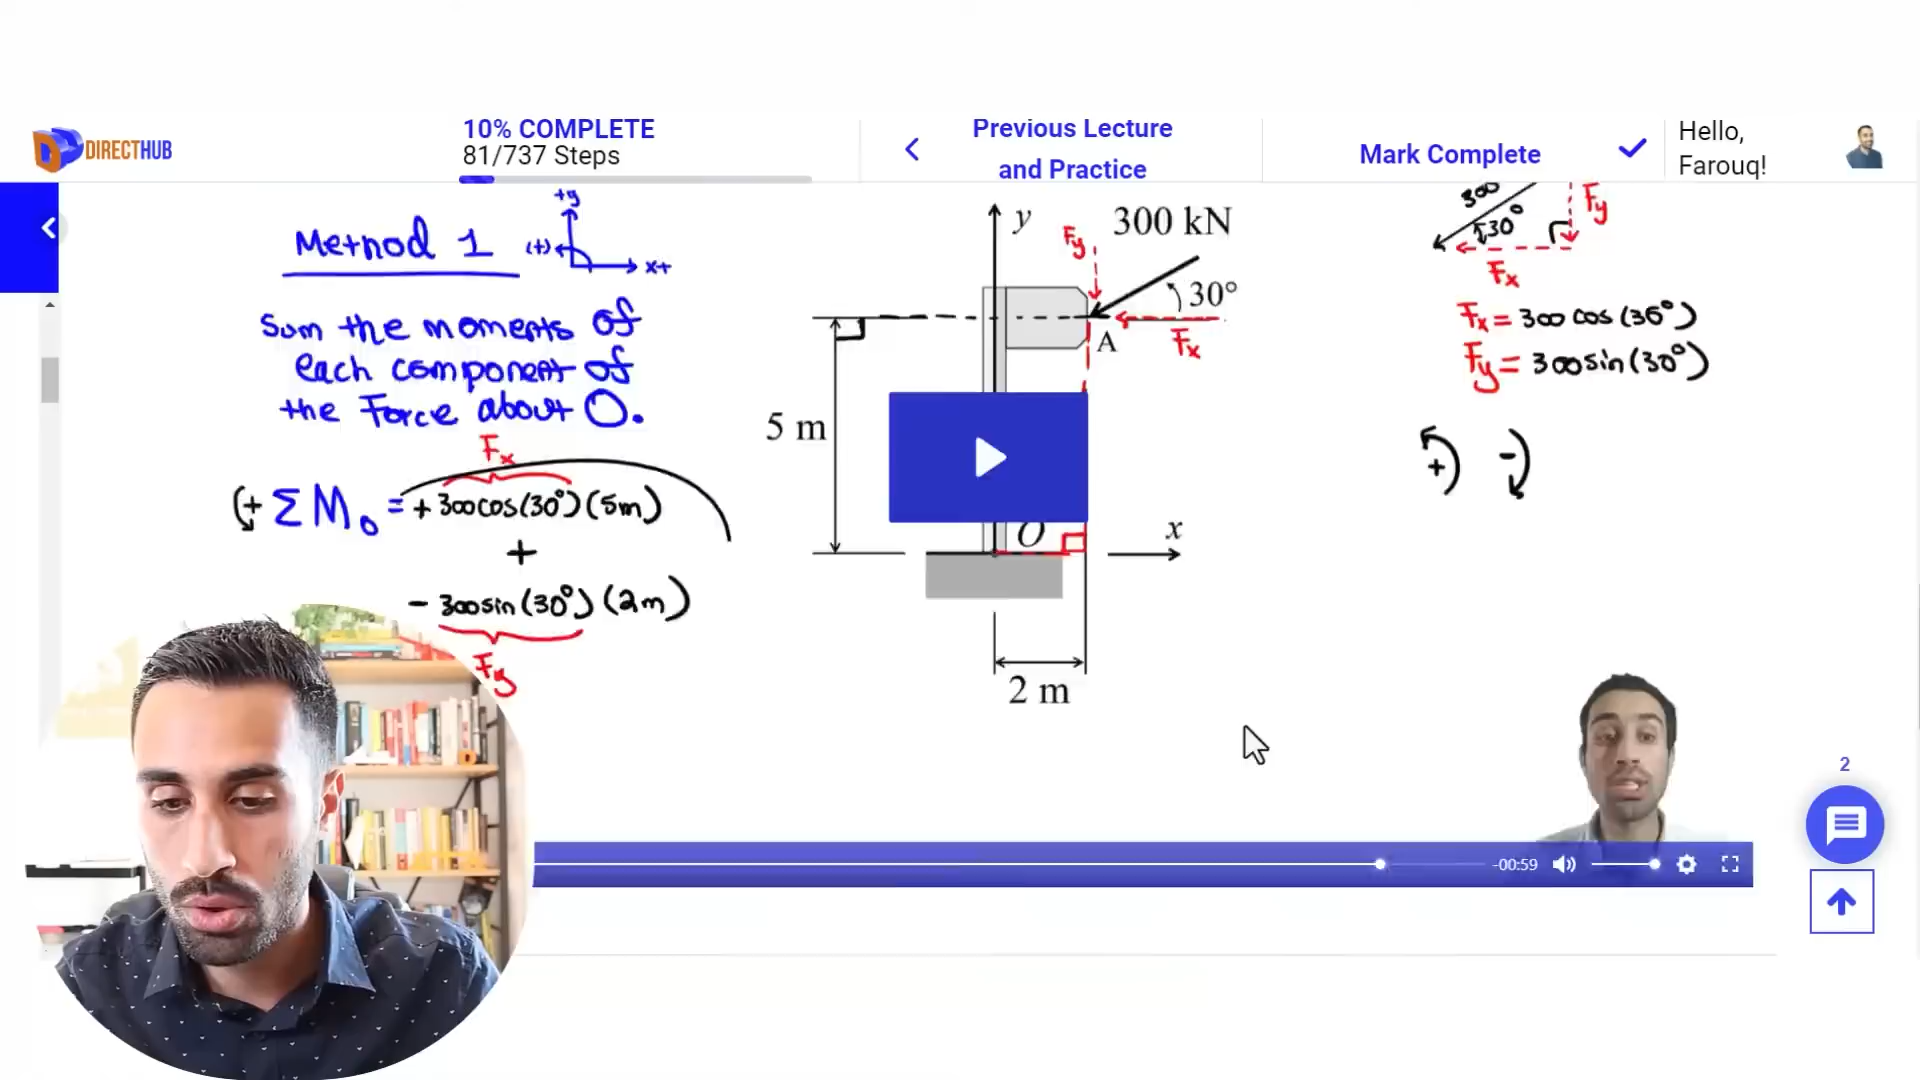 DIRECTHUB
10% COMPLETE
81/737 Steps
Previous Lecture
and Practice
Mark Complete
Hello,
Farouq!
Method 1
+y
(+)
x+
Sum the moments of
each component of
the Force about O.
Fx
(+ ΣMo = + 300cos(30°)(5m)
+
- 300sin(30°)(2m)
Fy
y
300 kN
Fy
30°
A
Fx
5 m
O
x
2 m
300
30°
Fy
Fx
Fx = 300 cos(30°)
Fy = 300sin(30°)
+
-
-00:59
2